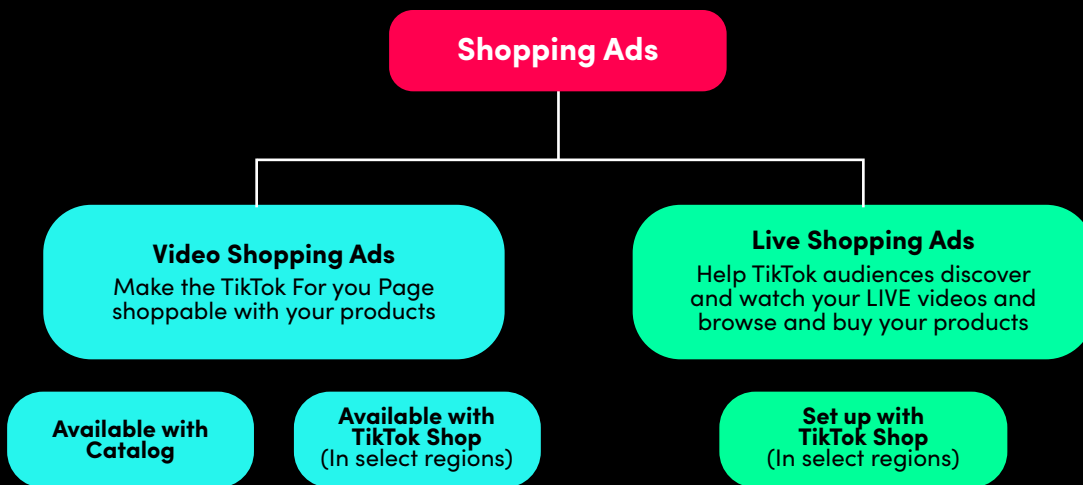 Shopping Ads
Video Shopping Ads
Make the TikTok For you Page
shoppable with your products
Live Shopping Ads
Help TikTok audiences discover
and watch your LIVE videos and
browse and buy your products
Available with
Catalog
Available with
TikTok Shop
(In select regions)
Set up with
TikTok Shop
(In select regions)